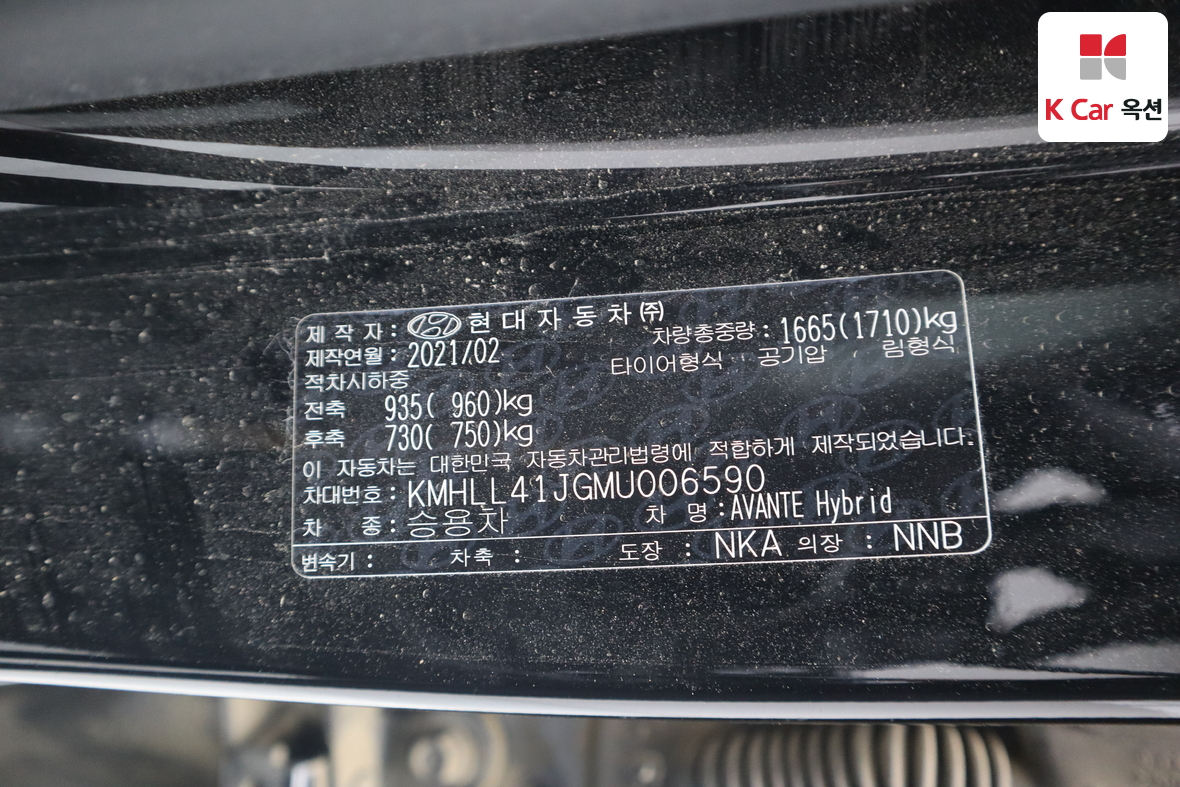 K Car 옥션
제 작 자 : 현 대 자 동 차 ㈜
차량총중량 : 1665(1710)kg
제작연월 : 2021/02
타이어형식 공기압 림형식
적차시하중
전축 935( 960)kg
후축 730( 750)kg
이 자동차는 대한민국 자동차관리법령에 적합하게 제작되었습니다.
차대번호 : KMHLL41JGMU006590
차 종 : 승용차 차 명 : AVANTE Hybrid
변속기 : 차축 : 도장 : NKA 의장 : NNB